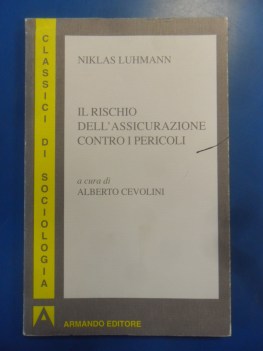 CLASSICI DI SOCIOLOGIA
NIKLAS LUHMANN
IL RISCHIO
DELL'ASSICURAZIONE
CONTRO I PERICOLI
a cura di
ALBERTO CEVOLINI
ARMANDO EDITORE